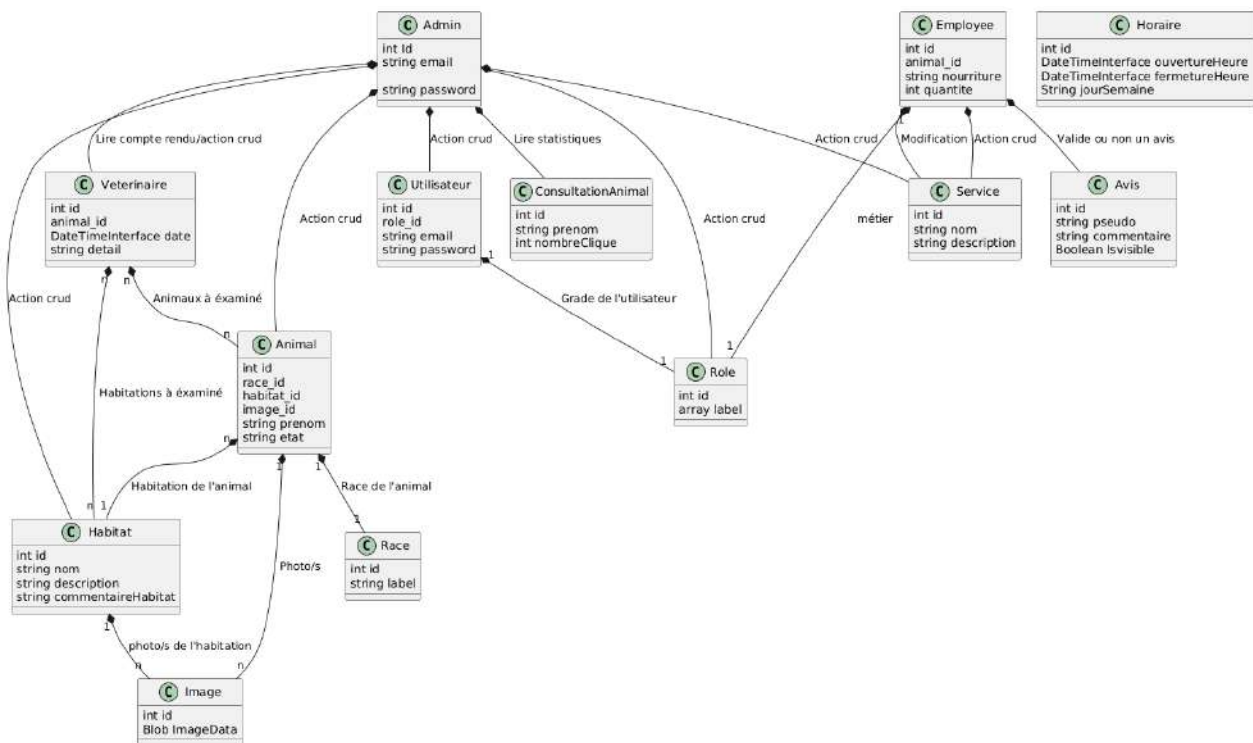 C Admin
int Id
string email
string password
C Employee
int id
animal_id
string nourriture
int quantite
C Horaire
int id
DateTimeInterface ouvertureHeure
DateTimeInterface fermetureHeure
String jourSemaine
Lire compte rendu/action crud
Action crud
Lire statistiques
Action crud
1
Modification
Action crud
Valide ou non un avis
C Veterinaire
int id
animal_id
DateTimeInterface date
string detail
C Utilisateur
int id
role_id
string email
string password
C ConsultationAnimal
int id
string prenom
int nombreClique
C Service
int id
string nom
string description
C Avis
int id
string pseudo
string commentaire
Boolean Isvisible
Action crud
Action crud
métier
1
n
n
Action crud
Animaux à éxaminé
Grade de l'utilisateur
n
1
1
C Animal
int id
race_id
habitat_id
image_id
string prenom
string etat
C Role
int id
array label
Habitations à éxaminé
n
1
1
Habitation de l'animal
Race de l'animal
n
1
1
C Habitat
int id
string nom
string description
string commentaireHabitat
C Race
int id
string label
Photo/s
1
photo/s de l'habitation
n
n
C Image
int id
Blob ImageData